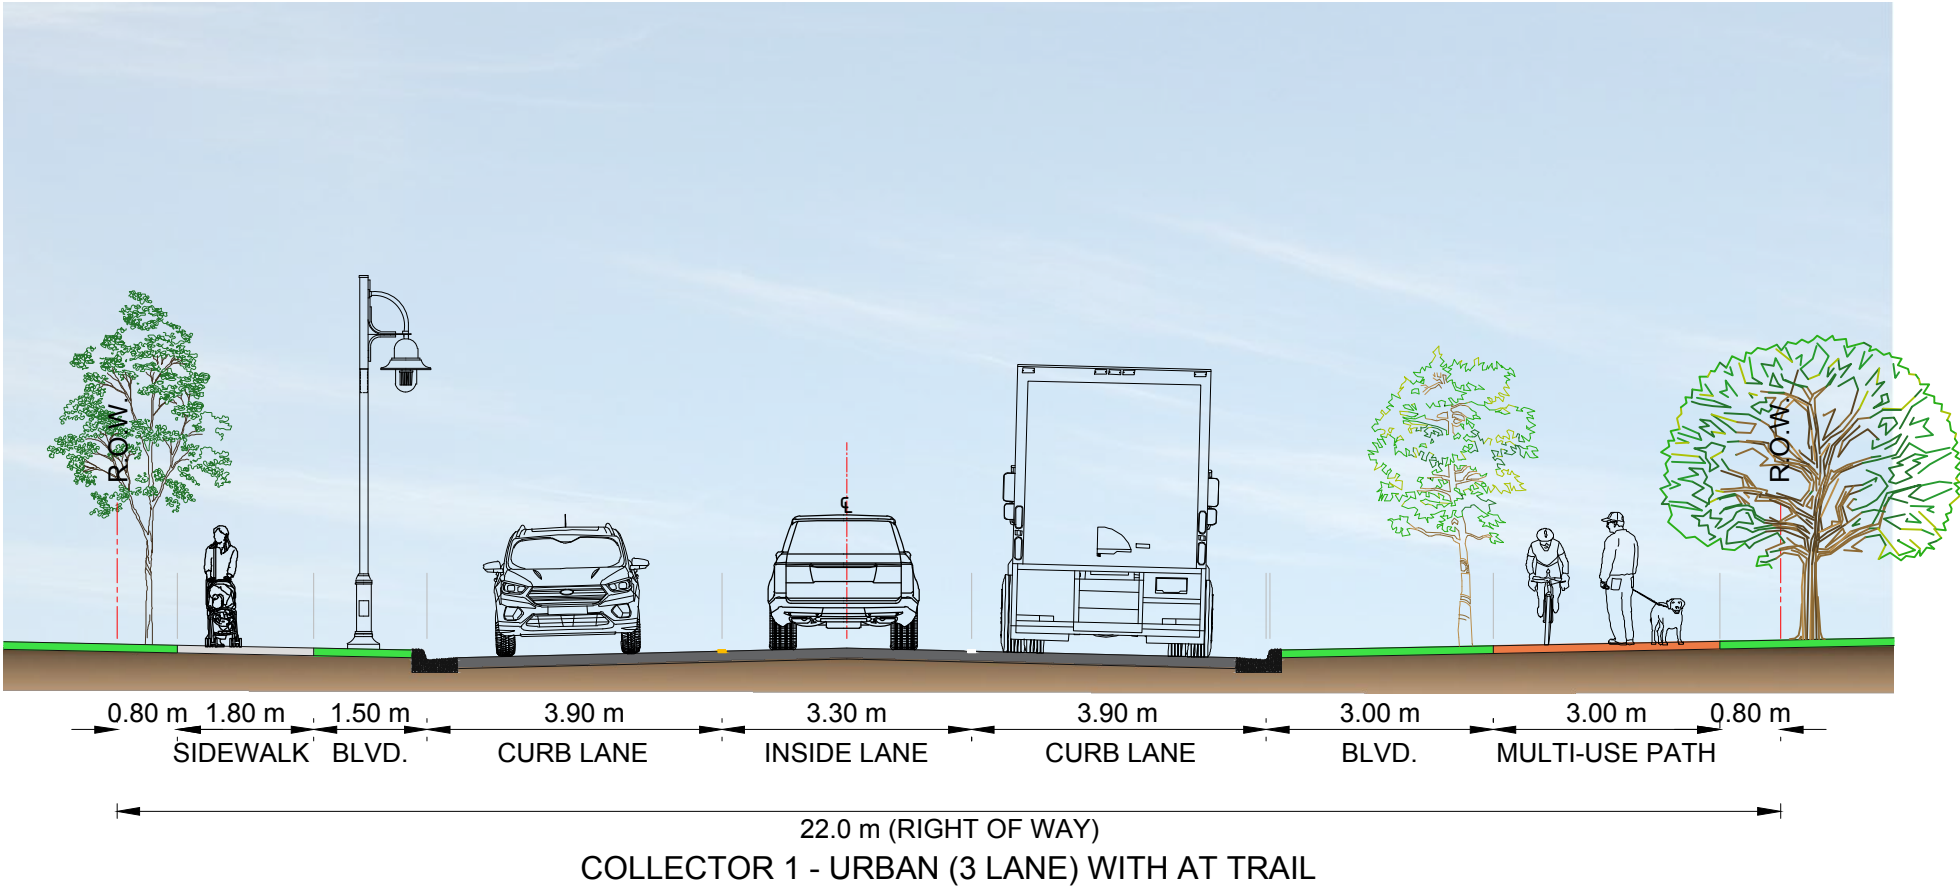 R.O.W.
R.O.W.
℄
0.80 m 1.80 m 1.50 m 3.90 m 3.30 m 3.90 m 3.00 m 3.00 m 0.80 m
SIDEWALK BLVD. CURB LANE INSIDE LANE CURB LANE BLVD. MULTI-USE PATH
22.0 m (RIGHT OF WAY)
COLLECTOR 1 - URBAN (3 LANE) WITH AT TRAIL